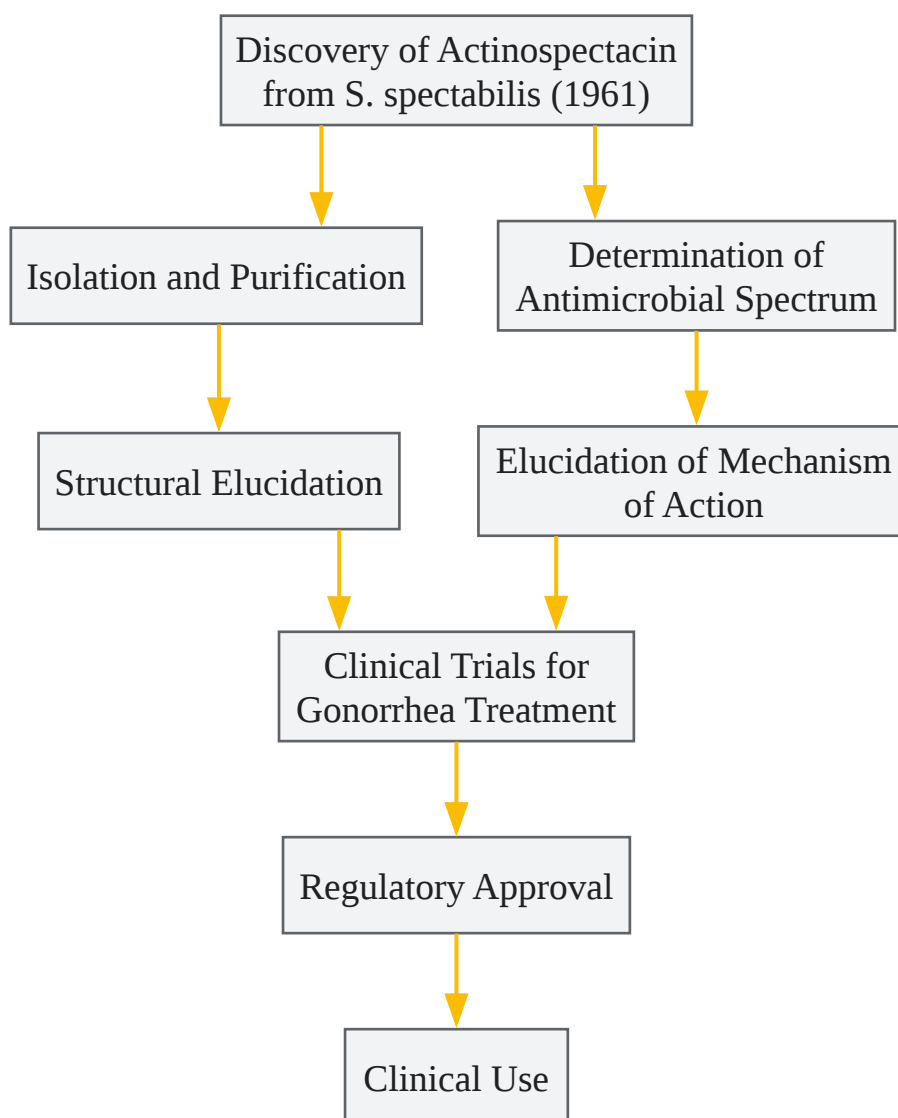 Discovery of Actinospectacin
from S. spectabilis (1961)
Isolation and Purification
Determination of
Antimicrobial Spectrum
Structural Elucidation
Elucidation of Mechanism
of Action
Clinical Trials for
Gonorrhea Treatment
Regulatory Approval
Clinical Use